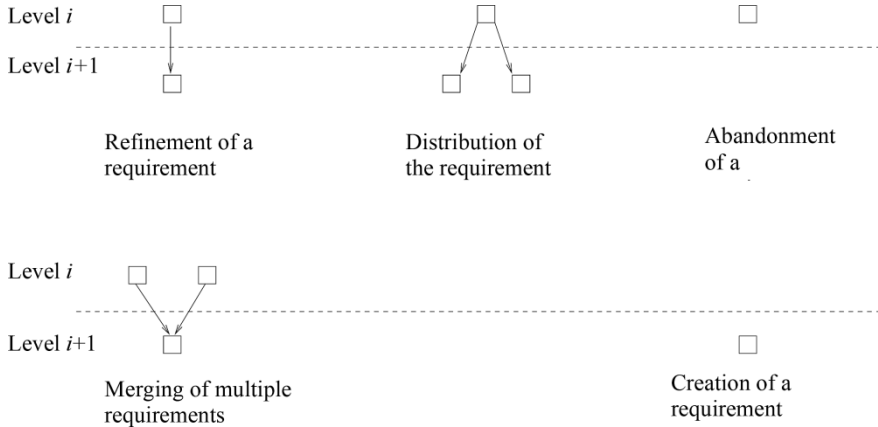 Level i
Level i+1
Refinement of a
requirement
Distribution of
the requirement
Abandonment
of a
Level i
Level i+1
Merging of multiple
requirements
Creation of a
requirement